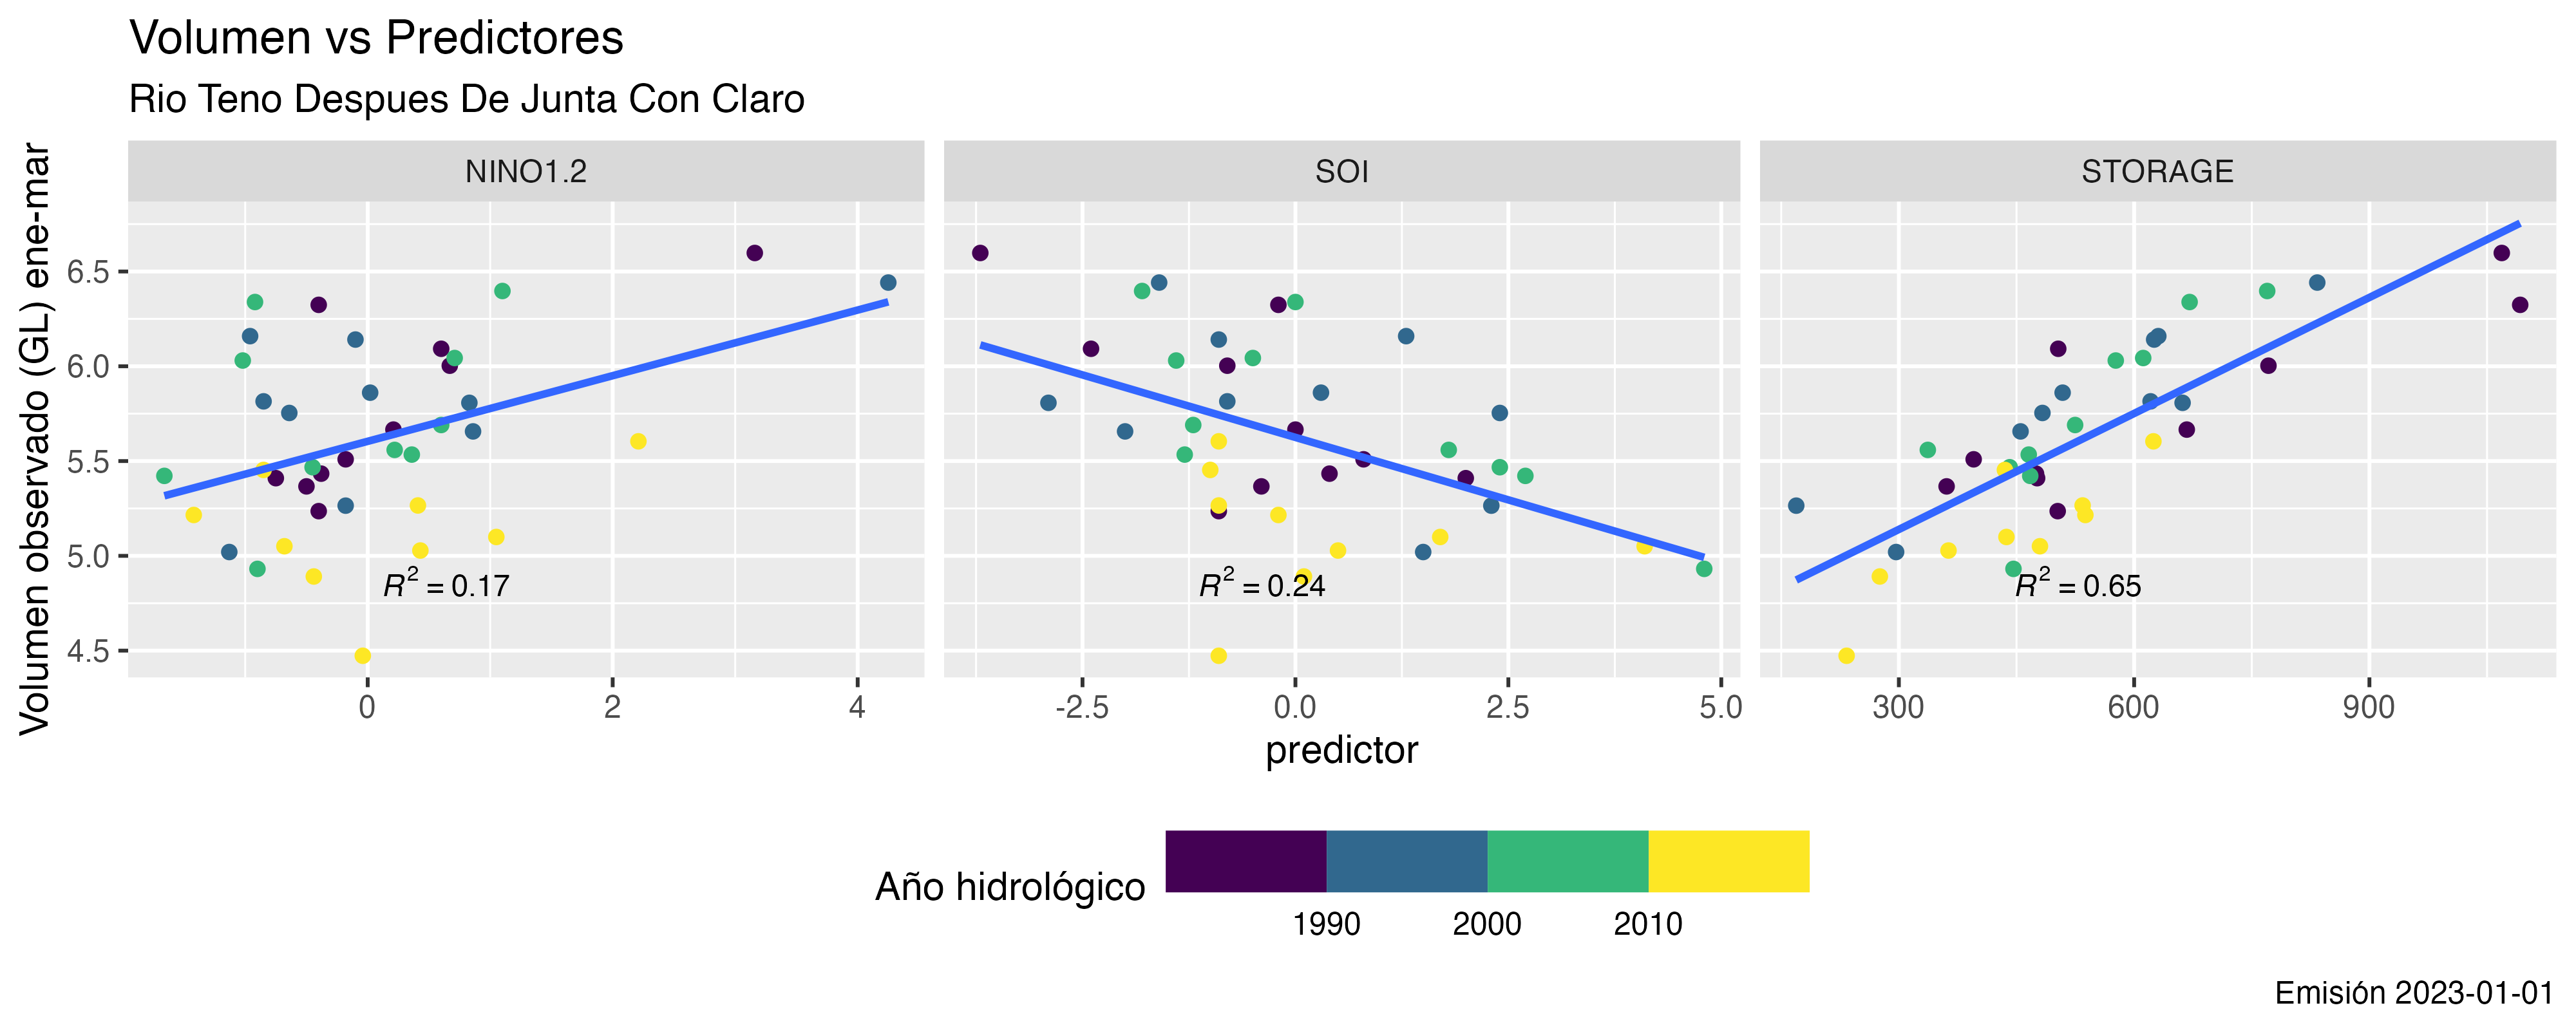 Volumen vs Predictores
Rio Teno Despues De Junta Con Claro
NINO1.2 SOI STORAGE
Volumen observado (GL) ene-mar
6.5
6.0
5.5
5.0
4.5
R² = 0.17 R² = 0.24 R² = 0.65
0 2 4 -2.5 0.0 2.5 5.0 300 600 900
predictor
Año hidrológico
1990 2000 2010
Emisión 2023-01-01